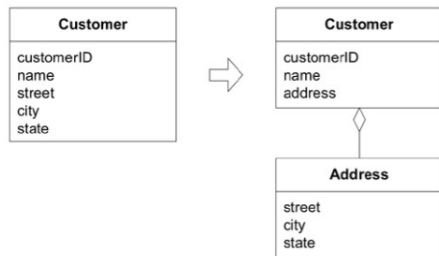 Customer
customerID
name
street
city
state
Customer
customerID
name
address
Address
street
city
state